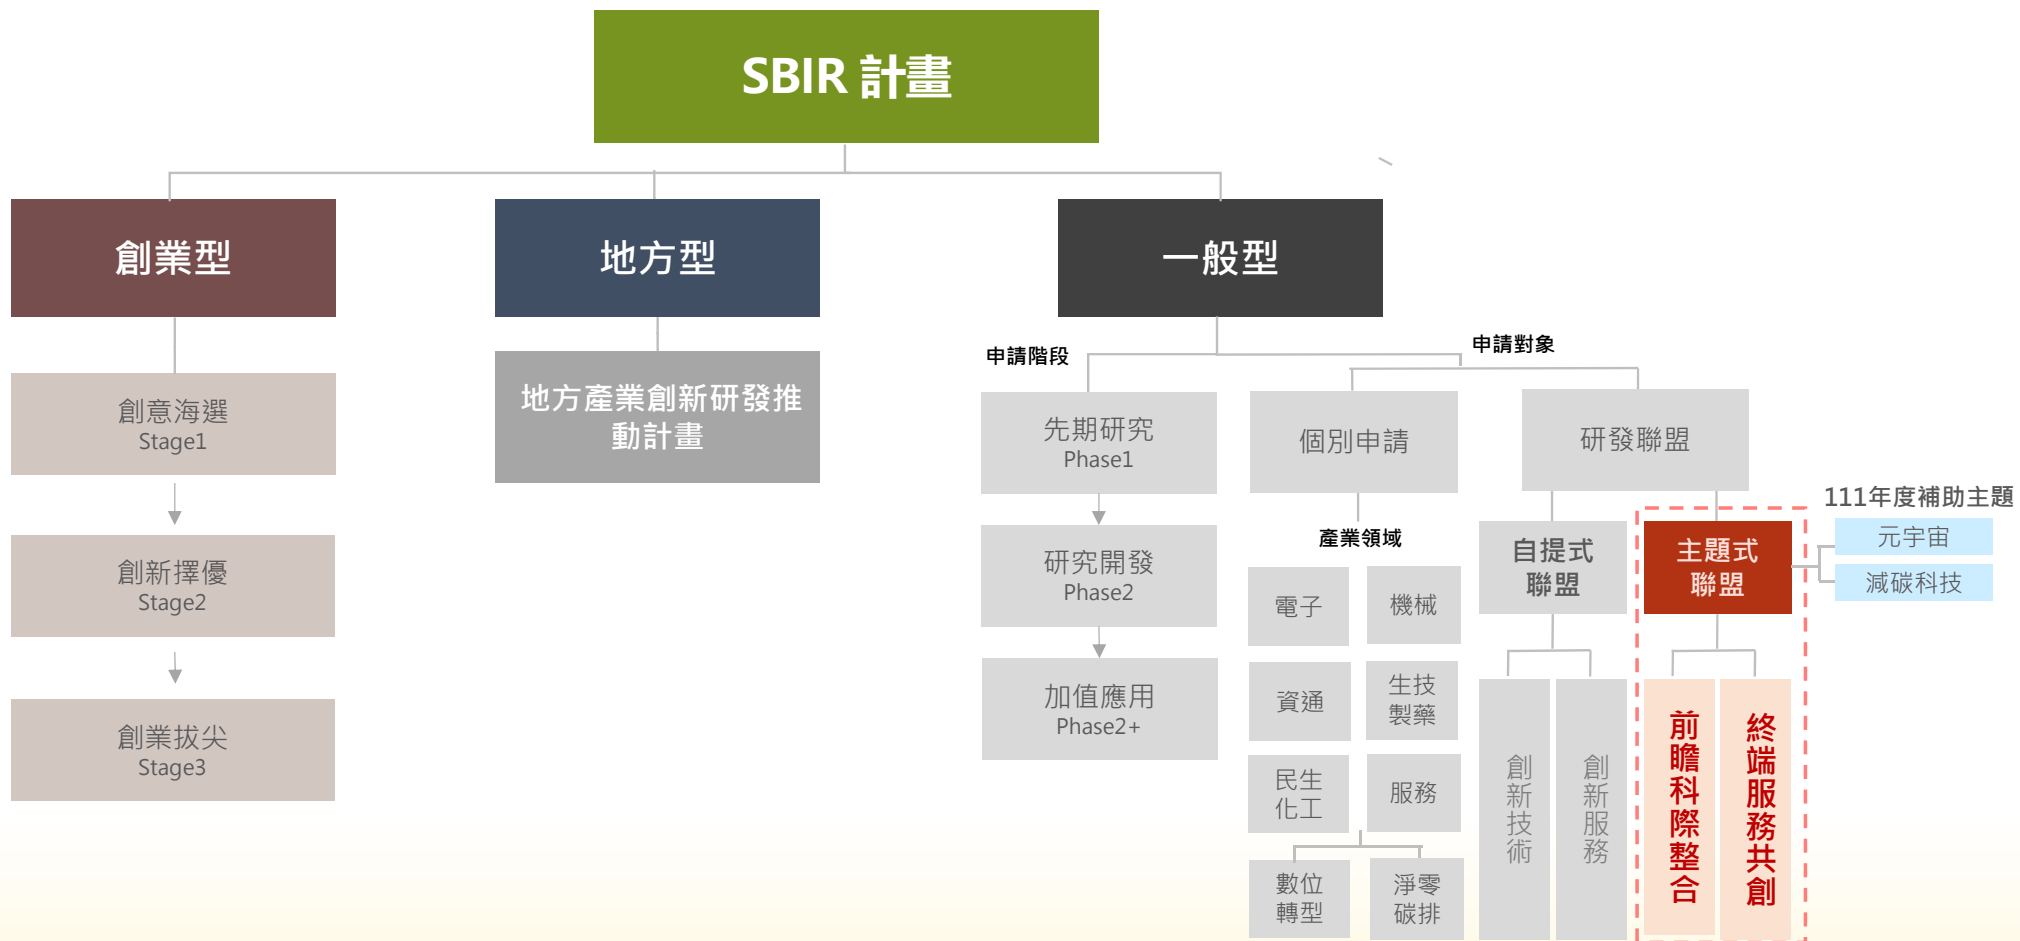 SBIR 計畫
創業型
地方型
一般型
創意海選
Stage1
創新擇優
Stage2
創業拔尖
Stage3
地方產業創新研發推
動計畫
申請階段
申請對象
先期研究
Phase1
研究開發
Phase2
加值應用
Phase2+
個別申請
產業領域
電子
機械
資通
生技
製藥
民生
化工
服務
數位
轉型
淨零
碳排
研發聯盟
自提式
聯盟
創新技術
創新服務
主題式
聯盟
前瞻科際整合
終端服務共創
111年度補助主題
元宇宙
減碳科技